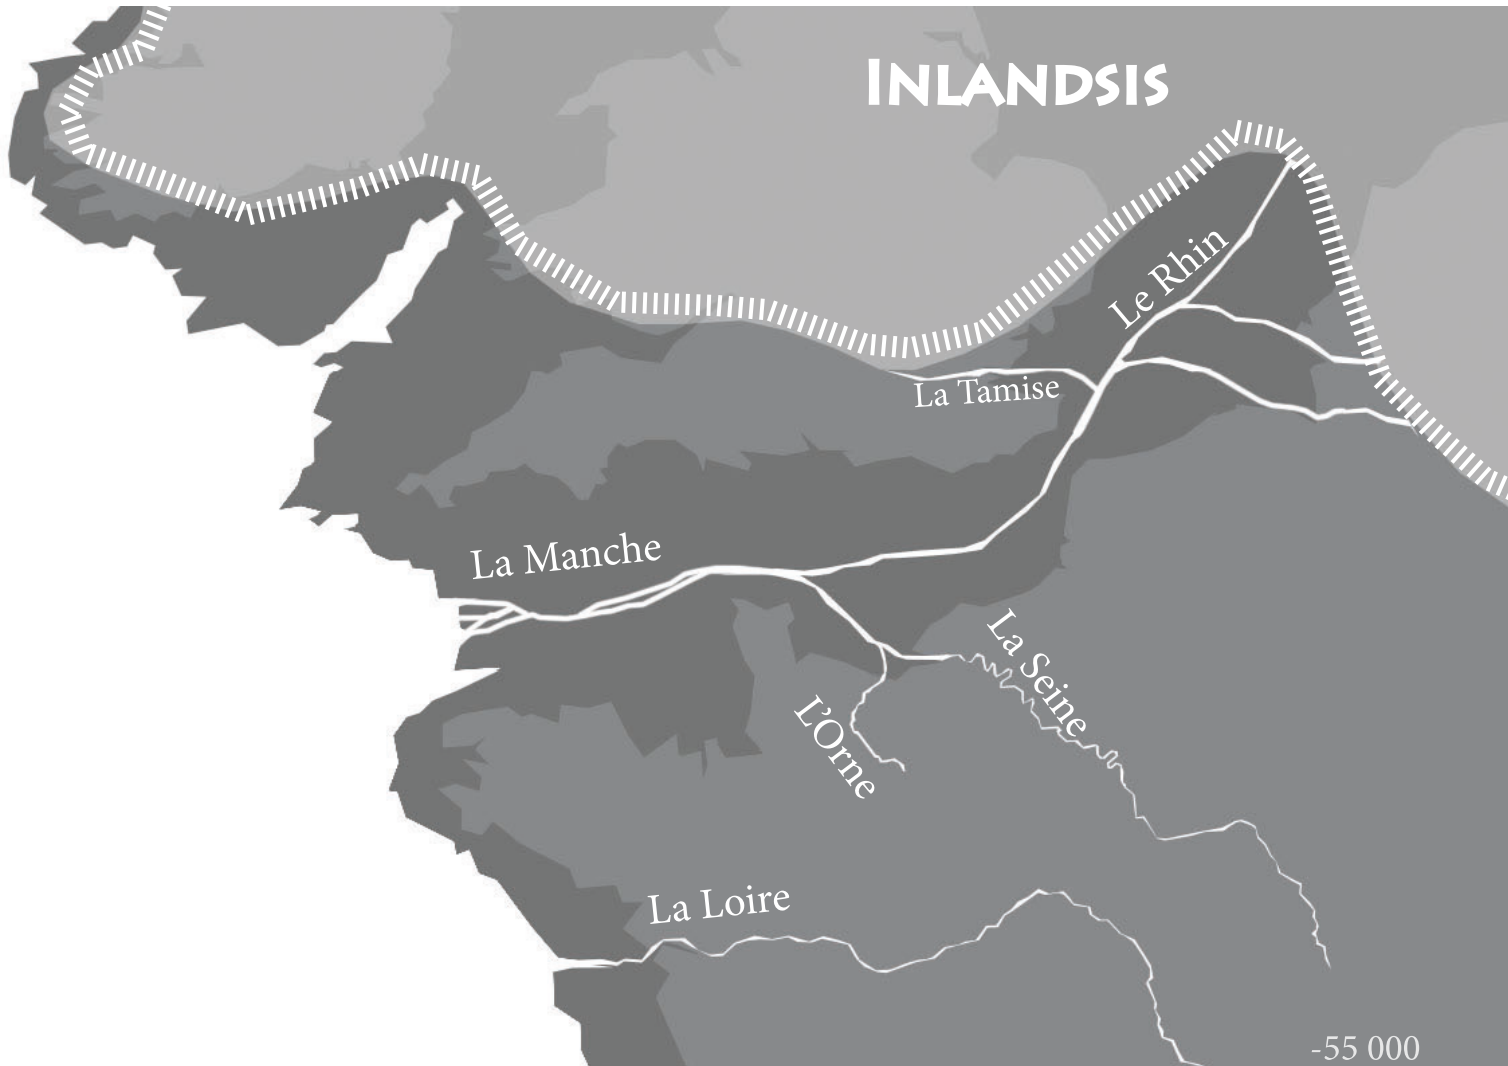 INLANDSIS
Le Rhin
La Tamise
La Manche
La Seine
L'Orne
La Loire
-55 000